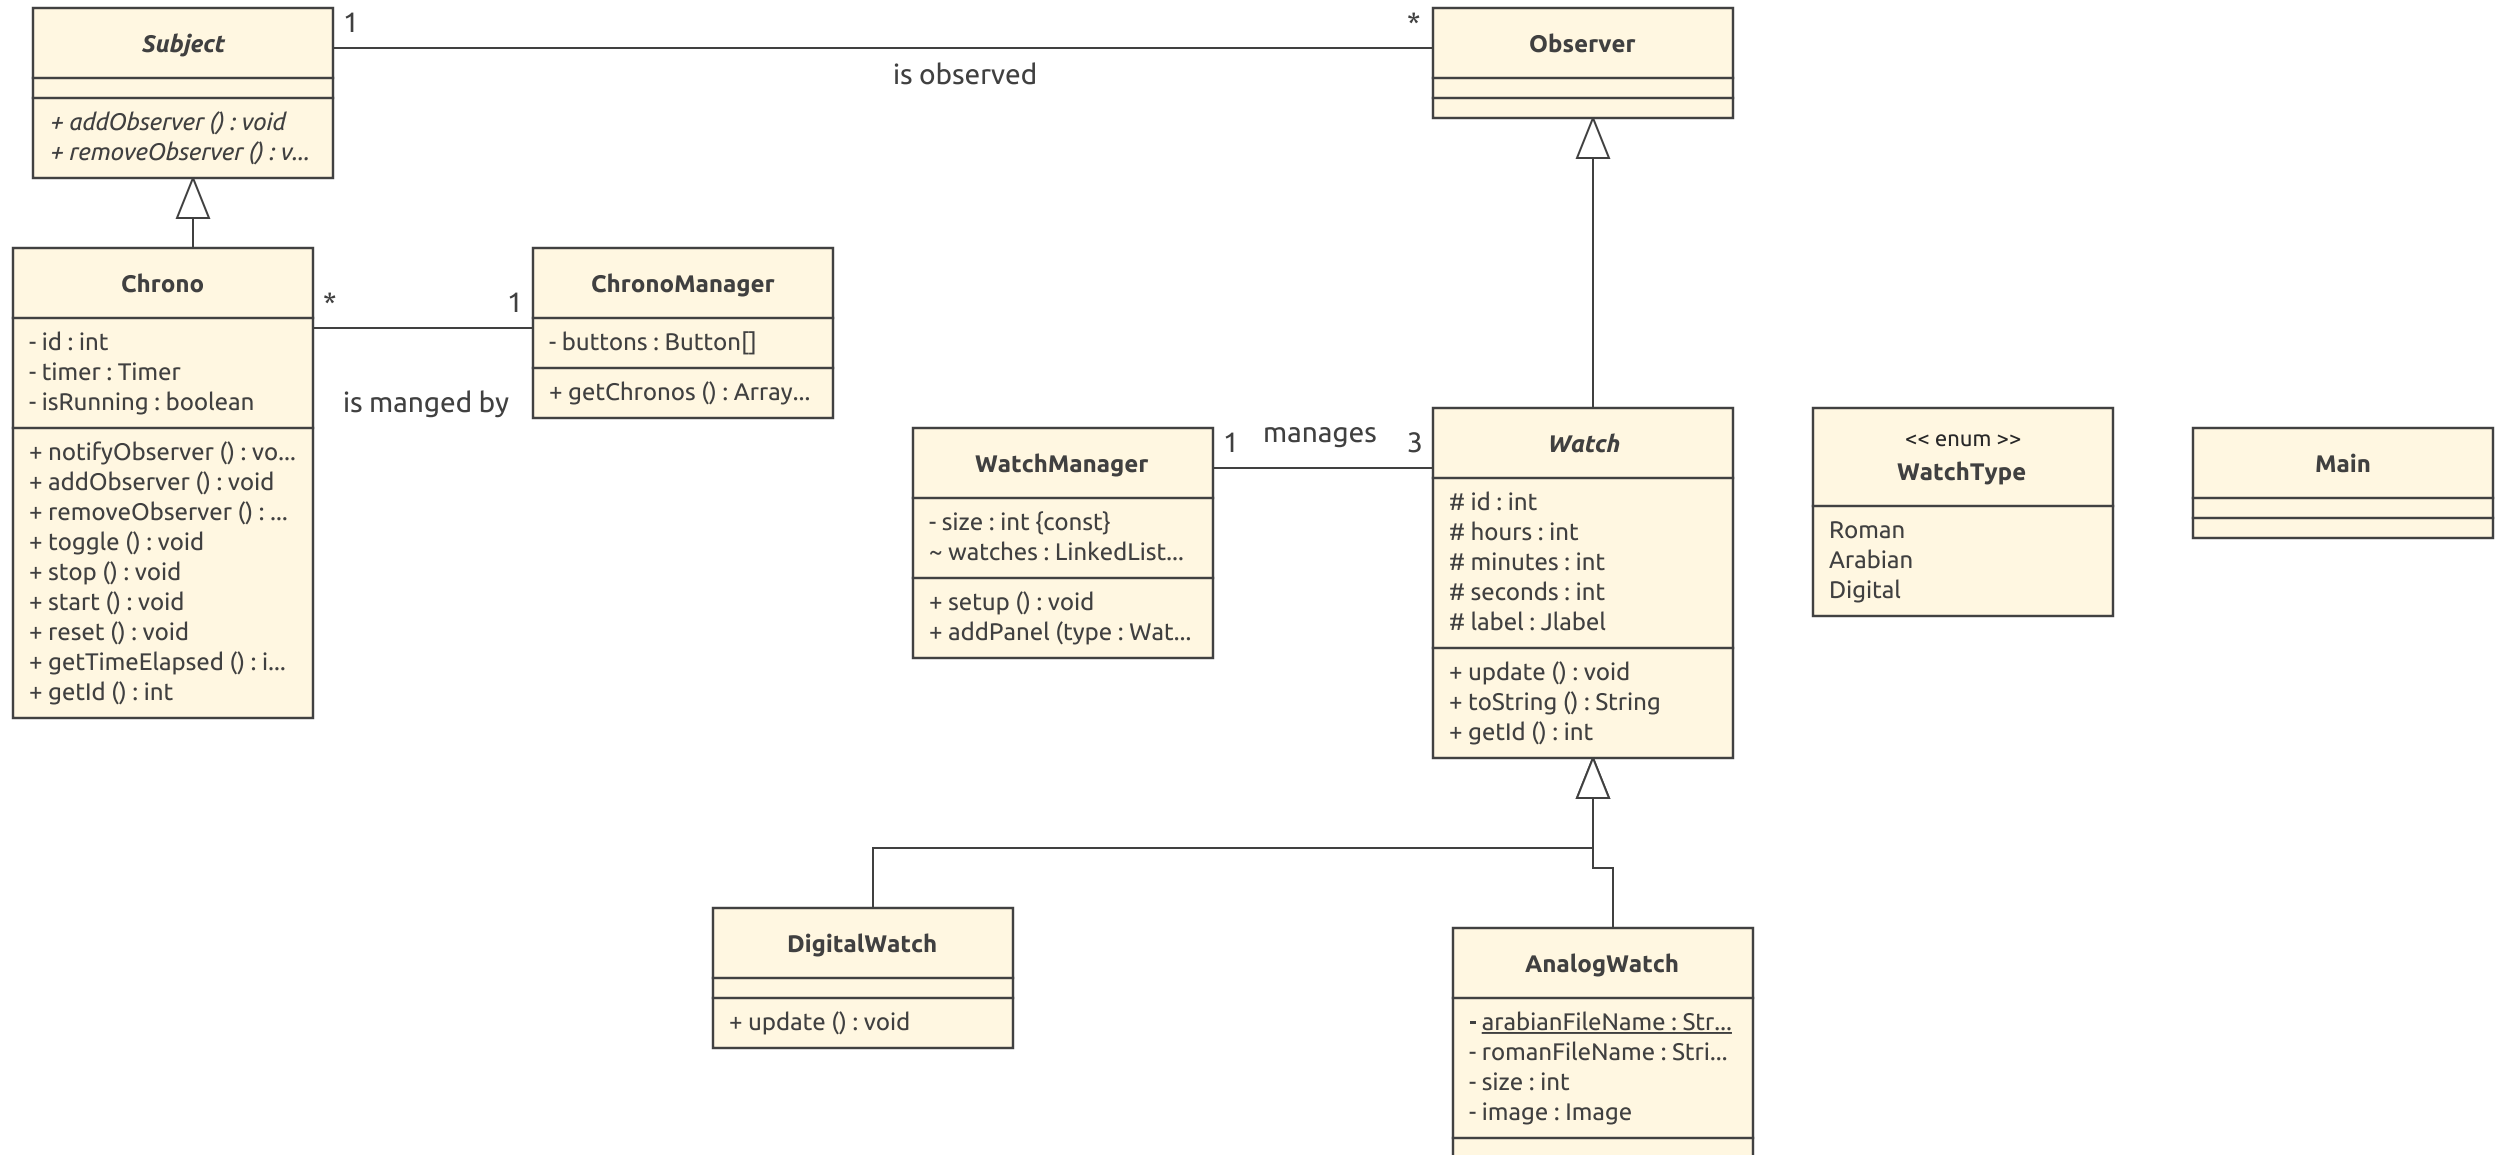 Subject
+ addObserver () : void
+ removeObserver () : v...
1
*
is observed
Observer
Chrono
- id : int
- timer : Timer
- isRunning : boolean
+ notifyObserver () : vo...
+ addObserver () : void
+ removeObserver () : ...
+ toggle () : void
+ stop () : void
+ start () : void
+ reset () : void
+ getTimeElapsed () : i...
+ getId () : int
*
1
is manged by
ChronoManager
- buttons : Button[]
+ getChronos () : Array...
WatchManager
- size : int {const}
~ watches : LinkedList...
+ setup () : void
+ addPanel (type : Wat...
1
manages
3
Watch
# id : int
# hours : int
# minutes : int
# seconds : int
# label : Jlabel
+ update () : void
+ toString () : String
+ getId () : int
<< enum >>
WatchType
Roman
Arabian
Digital
Main
DigitalWatch
+ update () : void
AnalogWatch
- arabianFileName : Str...
- romanFileName : Stri...
- size : int
- image : Image